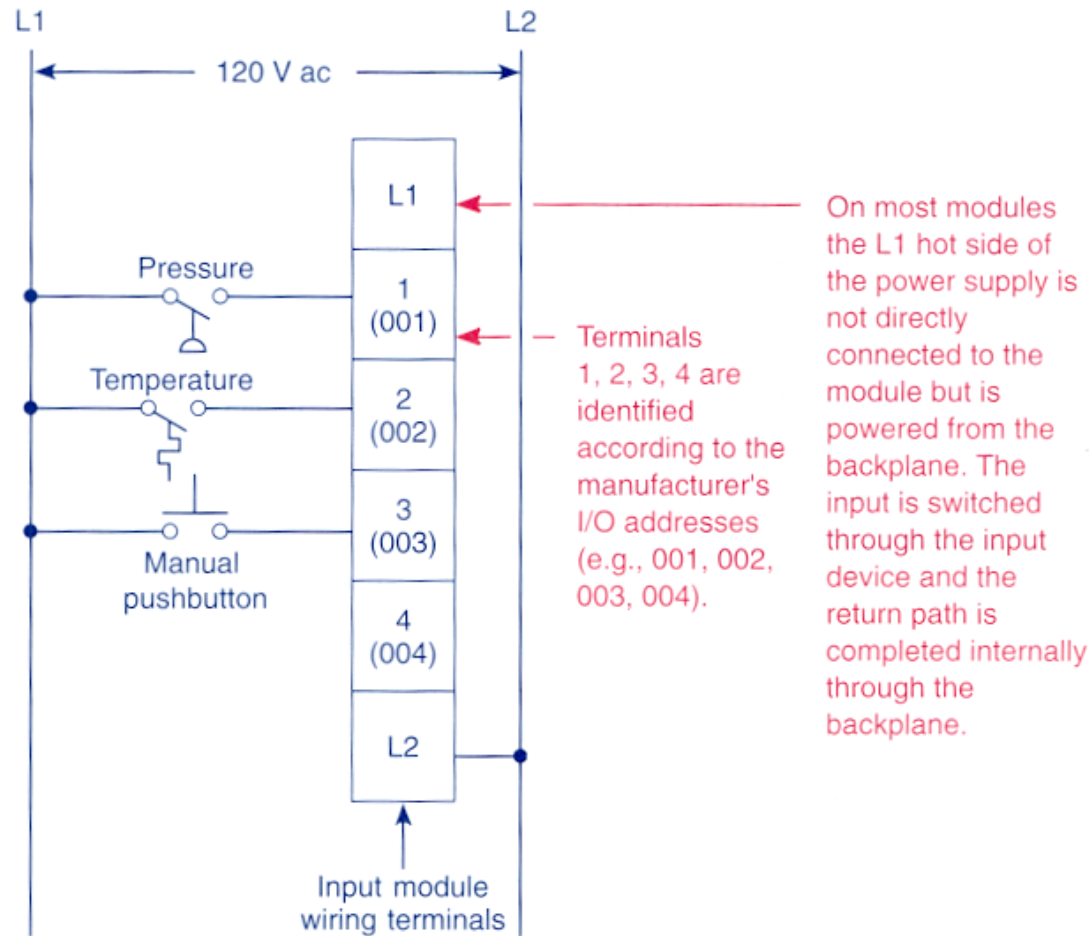 L1
L2
120 V ac
L1
Pressure
1
(001)
Temperature
2
(002)
3
(003)
Manual
pushbutton
4
(004)
L2
Input module
wiring terminals
Terminals
1, 2, 3, 4 are
identified
according to the
manufacturer's
I/O addresses
(e.g., 001, 002,
003, 004).
On most modules
the L1 hot side of
the power supply is
not directly
connected to the
module but is
powered from the
backplane. The
input is switched
through the input
device and the
return path is
completed internally
through the
backplane.